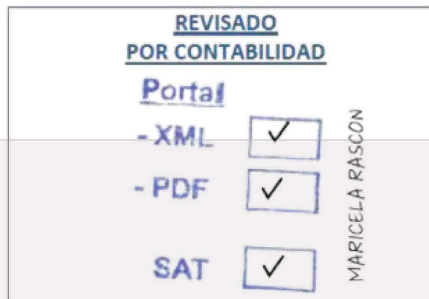 REVISADO
POR CONTABILIDAD
Portal
- XML ✓
- PDF ✓
SAT ✓
MARICELA RASCON